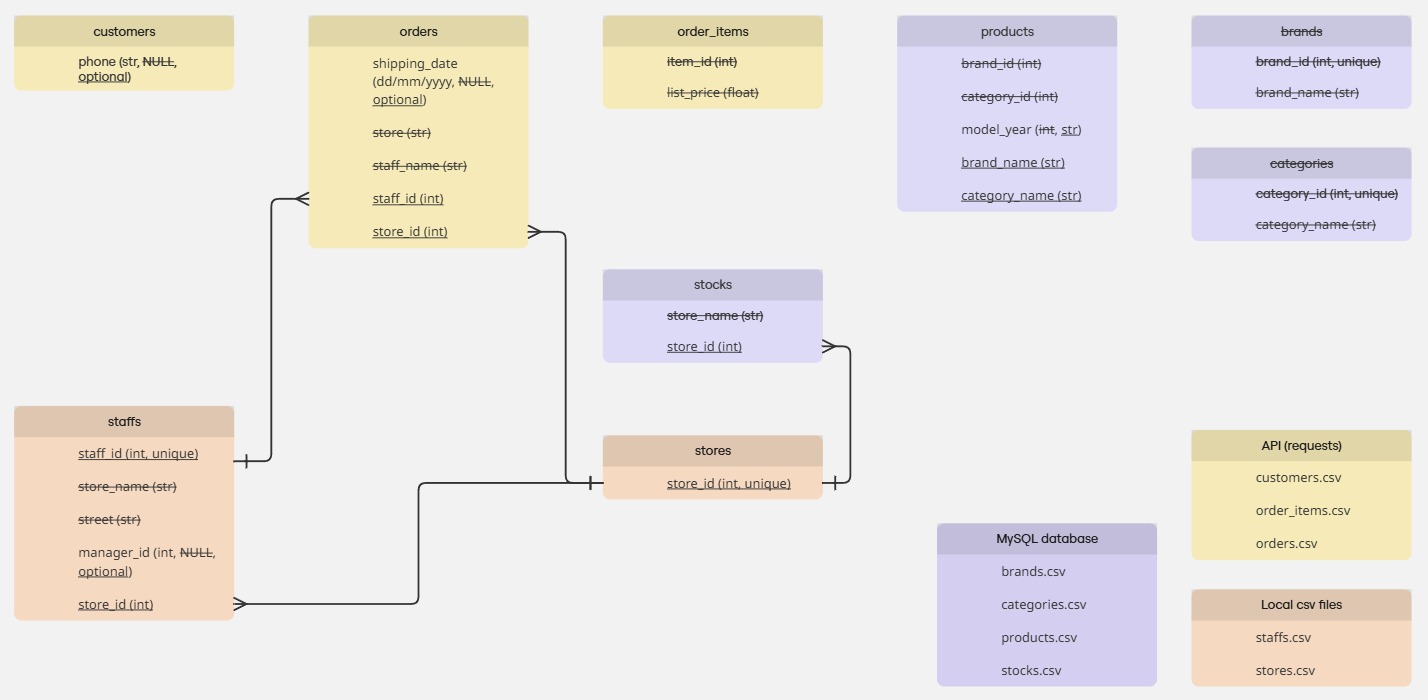 customers
phone (str, NULL,
optional)
orders
shipping_date
(dd/mm/yyyy, NULL,
optional)
store (str)
staff_name (str)
staff_id (int)
store_id (int)
order_items
item_id (int)
list_price (float)
products
brand_id (int)
category_id (int)
model_year (int, str)
brand_name (str)
category_name (str)
brands
brand_id (int, unique)
brand_name (str)
categories
category_id (int, unique)
category_name (str)
stocks
store_name (str)
store_id (int)
staffs
staff_id (int, unique)
store_name (str)
street (str)
manager_id (int, NULL,
optional)
store_id (int)
stores
store_id (int, unique)
MySQL database
brands.csv
categories.csv
products.csv
stocks.csv
API (requests)
customers.csv
order_items.csv
orders.csv
Local csv files
staffs.csv
stores.csv